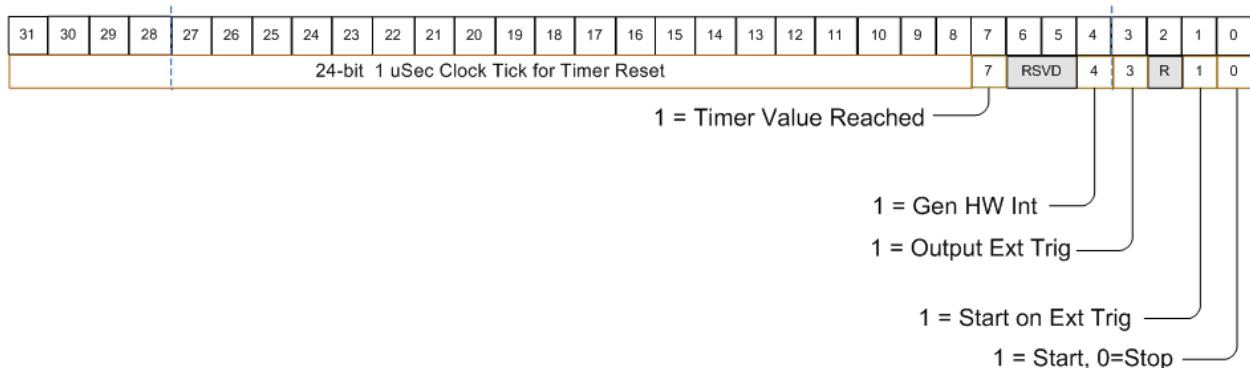 31 30 29 28 27 26 25 24 23 22 21 20 19 18 17 16 15 14 13 12 11 10 9 8 7 6 5 4 3 2 1 0
24-bit 1 uSec Clock Tick for Timer Reset 7 RSVD 4 3 R 1 0
1 = Timer Value Reached
1 = Gen HW Int
1 = Output Ext Trig
1 = Start on Ext Trig
1 = Start, 0=Stop